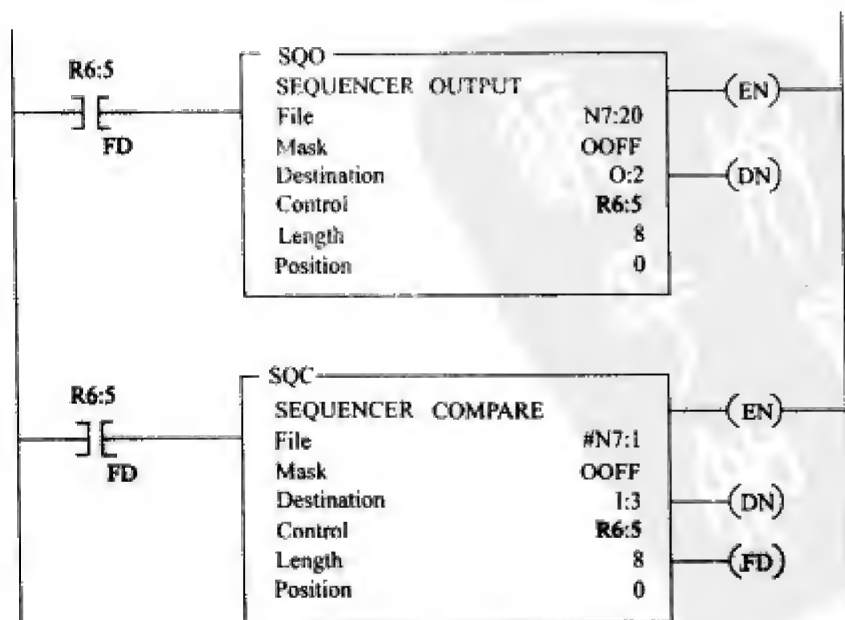 R6:5
FD
SQO
SEQUENCER OUTPUT
File N7:20
Mask OOFF
Destination O:2
Control R6:5
Length 8
Position 0
(EN)
(DN)
R6:5
FD
SQC
SEQUENCER COMPARE
File #N7:1
Mask OOFF
Destination I:3
Control R6:5
Length 8
Position 0
(EN)
(DN)
(FD)